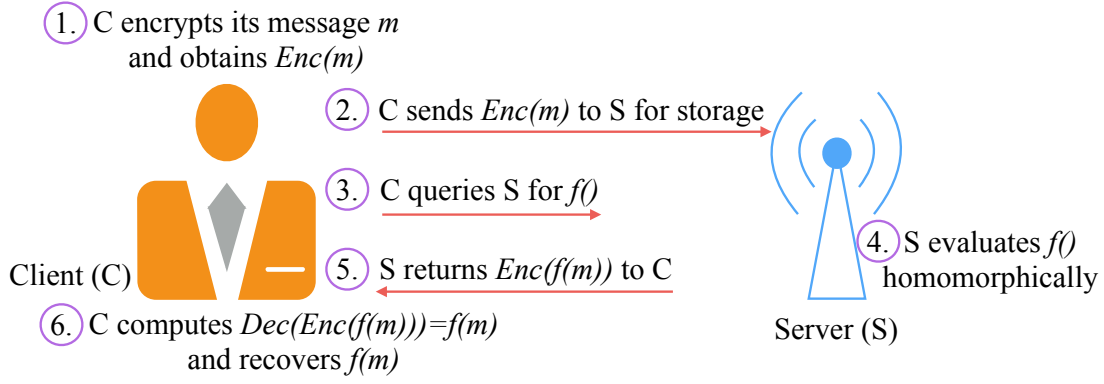 1. C encrypts its message m
and obtains Enc(m)
2. C sends Enc(m) to S for storage
3. C queries S for f()
4. S evaluates f()
homomorphically
5. S returns Enc(f(m)) to C
Client (C)
Server (S)
6. C computes Dec(Enc(f(m)))=f(m)
and recovers f(m)